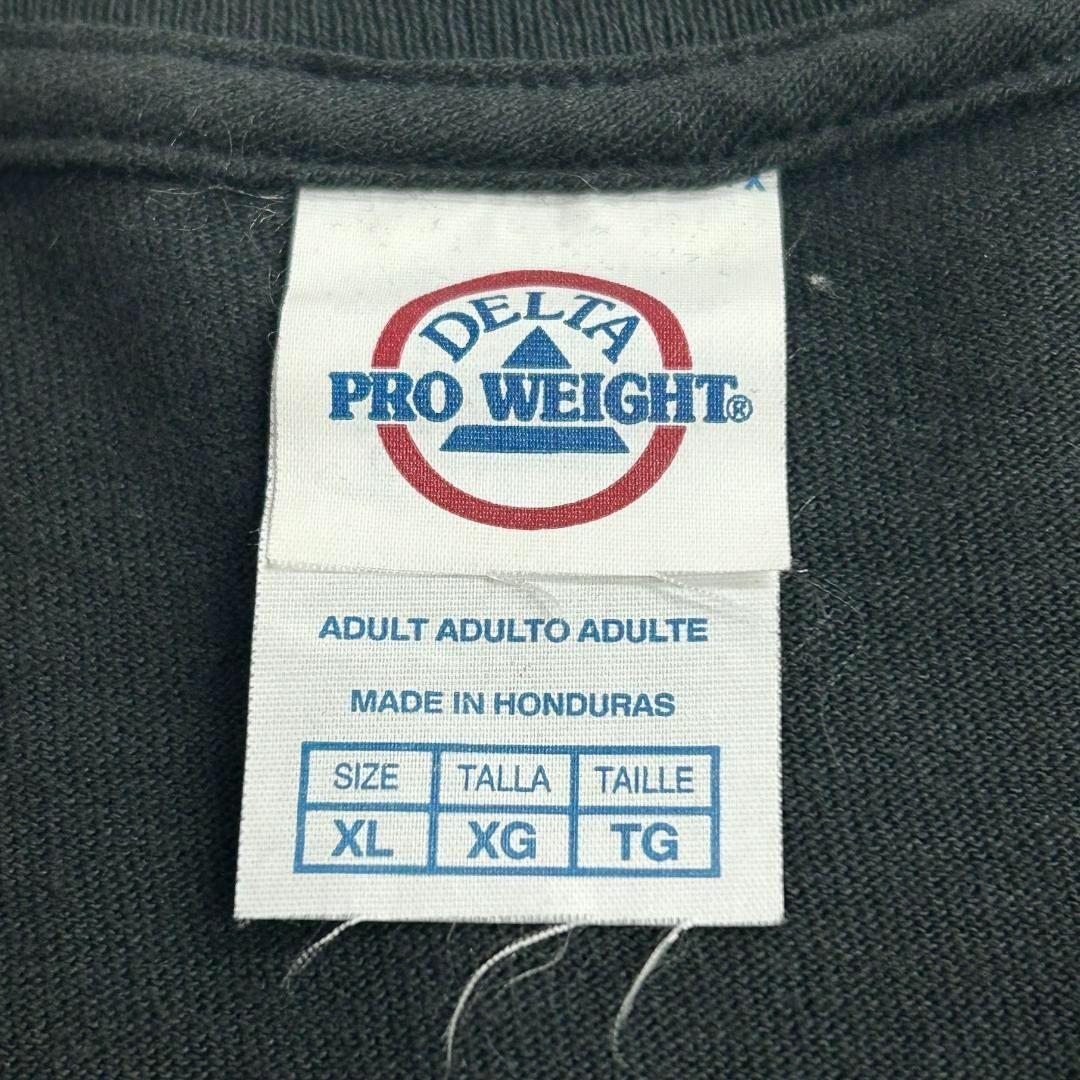 DELTA
PRO WEIGHT®
ADULT ADULTO ADULTE
MADE IN HONDURAS
SIZE TALLA TAILLE
XL XG TG